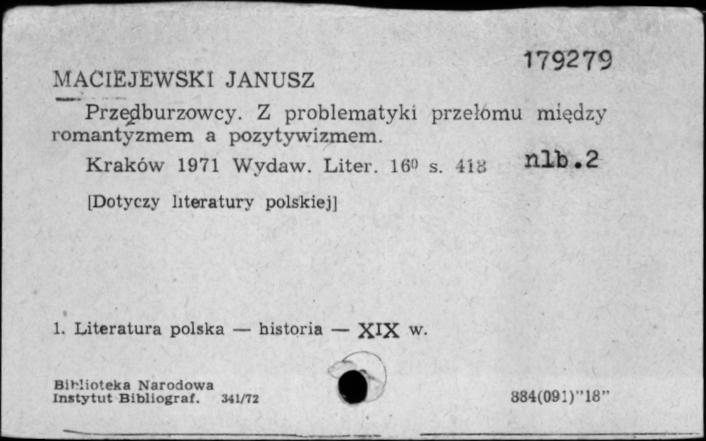 179279
MACIEJEWSKI JANUSZ
Przedburzowcy. Z problematyki przełomu między
romantyzmem a pozytywizmem.
Kraków 1971 Wydaw. Liter. 16⁰ s. 418 nlb.2
[Dotyczy literatury polskiej]
1. Literatura polska — historia — XIX w.
Biblioteka Narodowa
Instytut Bibliograf. 341/72
884(091)"18"